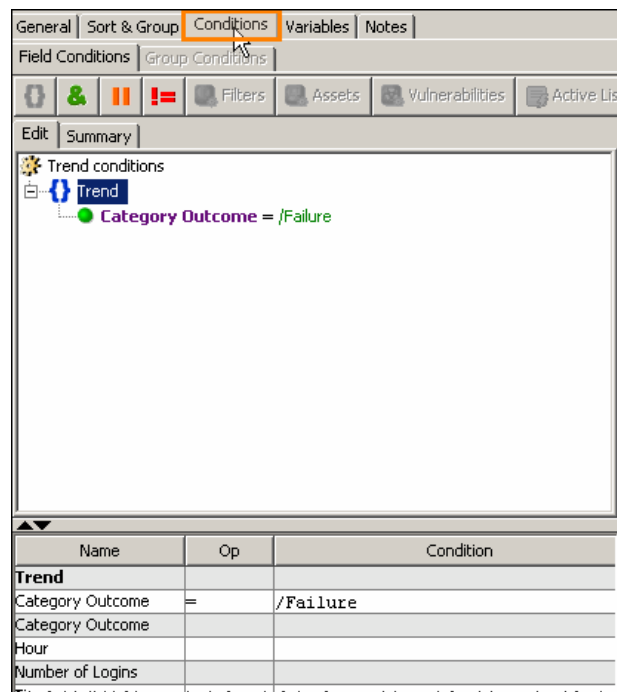 General Sort & Group Conditions Variables Notes
Field Conditions Group Conditions
{} & || != Filters Assets Vulnerabilities Active Lis
Edit Summary
Trend conditions
{} Trend
Category Outcome = /Failure
Name Op Condition
Trend
Category Outcome = /Failure
Category Outcome
Hour
Number of Logins